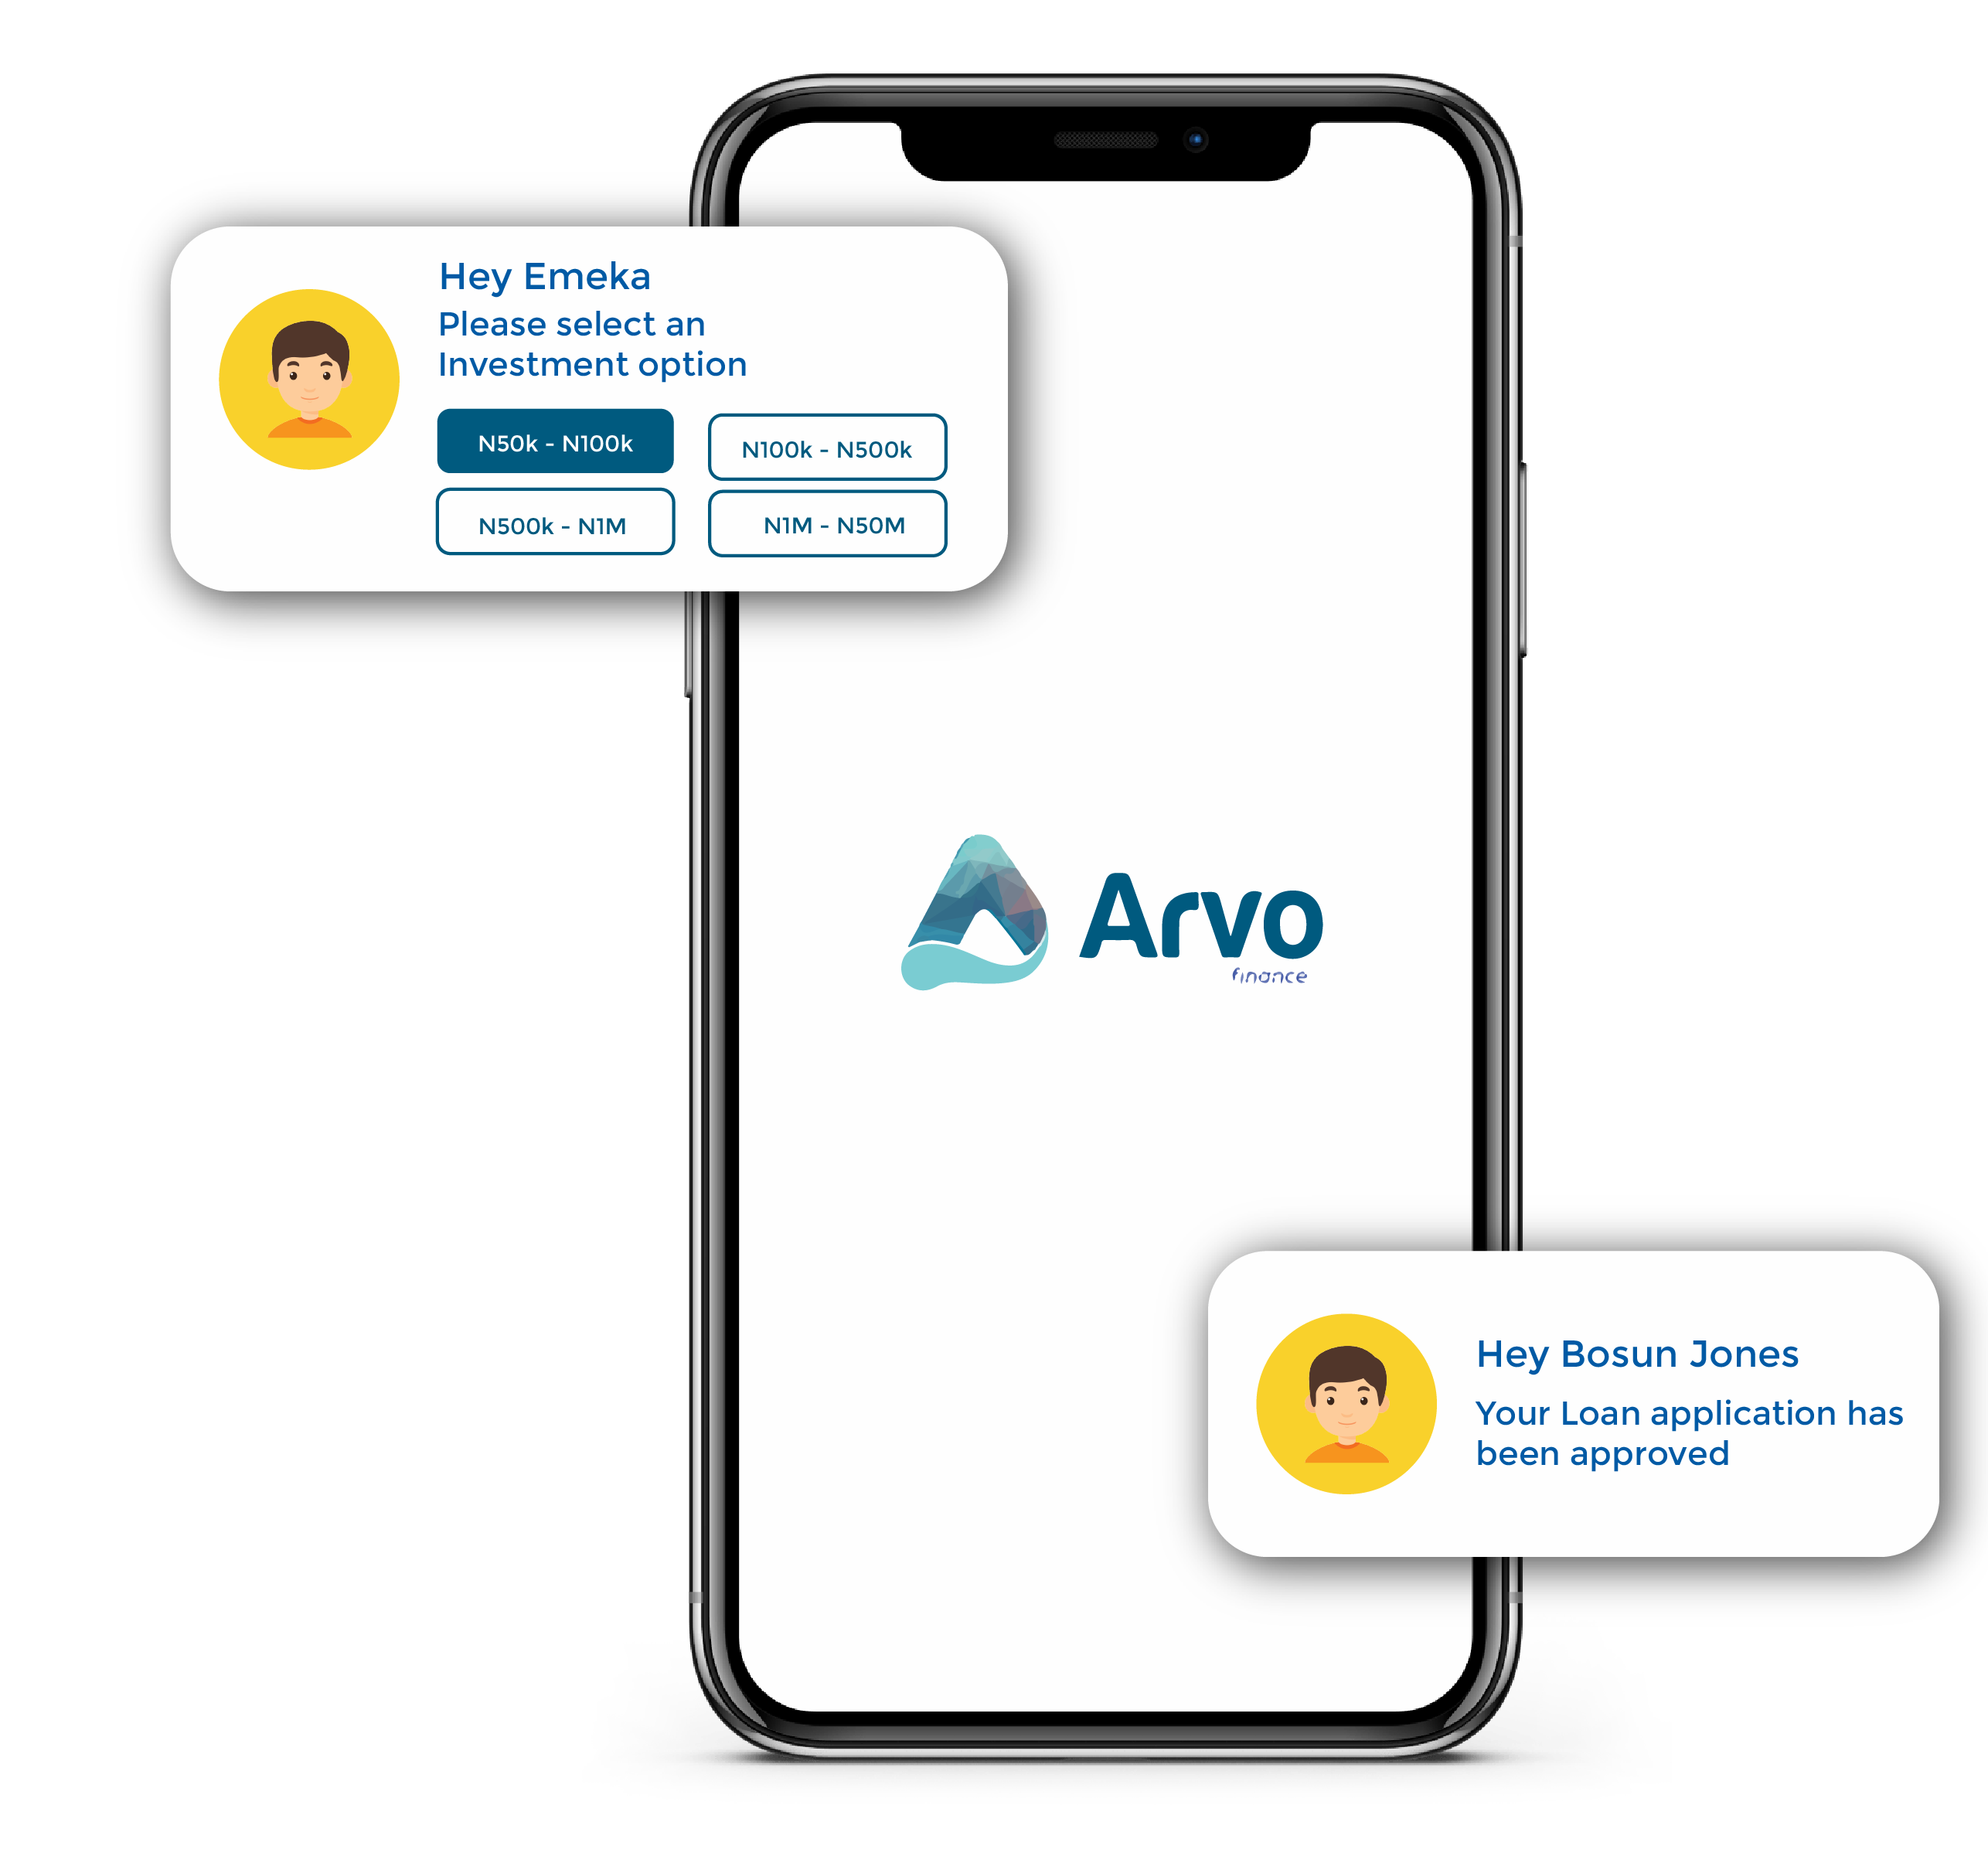 Hey Emeka
Please select an
Investment option
N50k - N100k
N100k - N500k
N500k - N1M
N1M - N50M
Arvo
finance
Hey Bosun Jones
Your Loan application has
been approved